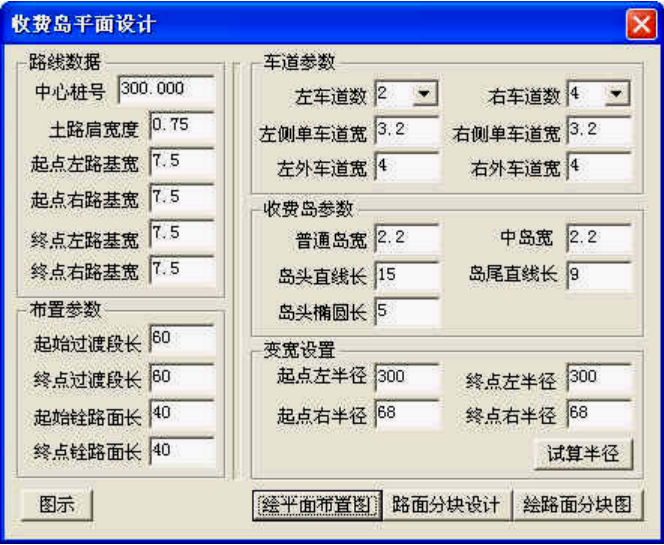 收费岛平面设计
路线数据
中心桩号 300.000
土路肩宽度 0.75
起点左路基宽 7.5
起点右路基宽 7.5
终点左路基宽 7.5
终点右路基宽 7.5
布置参数
起始过渡段长 60
终点过渡段长 60
起始铨路面长 40
终点铨路面长 40
车道参数
左车道数 2 右车道数 4
左侧单车道宽 3.2 右侧单车道宽 3.2
左外车道宽 4 右外车道宽 4
收费岛参数
普通岛宽 2.2 中岛宽 2.2
岛头直线长 15 岛尾直线长 9
岛头椭圆长 5
变宽设置
起点左半径 300 终点左半径 300
起点右半径 68 终点右半径 68
试算半径
图示 绘平面布置图 路面分块设计 绘路面分块图